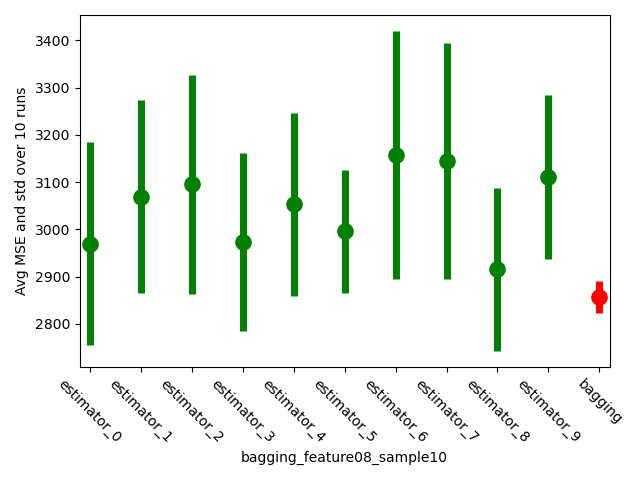 3400
3300
3200
3100
3000
2900
2800
Avg MSE and std over 10 runs
estimator_0
estimator_1
estimator_2
estimator_3
estimator_4
estimator_5
estimator_6
estimator_7
estimator_8
estimator_9
bagging
bagging_feature08_sample10